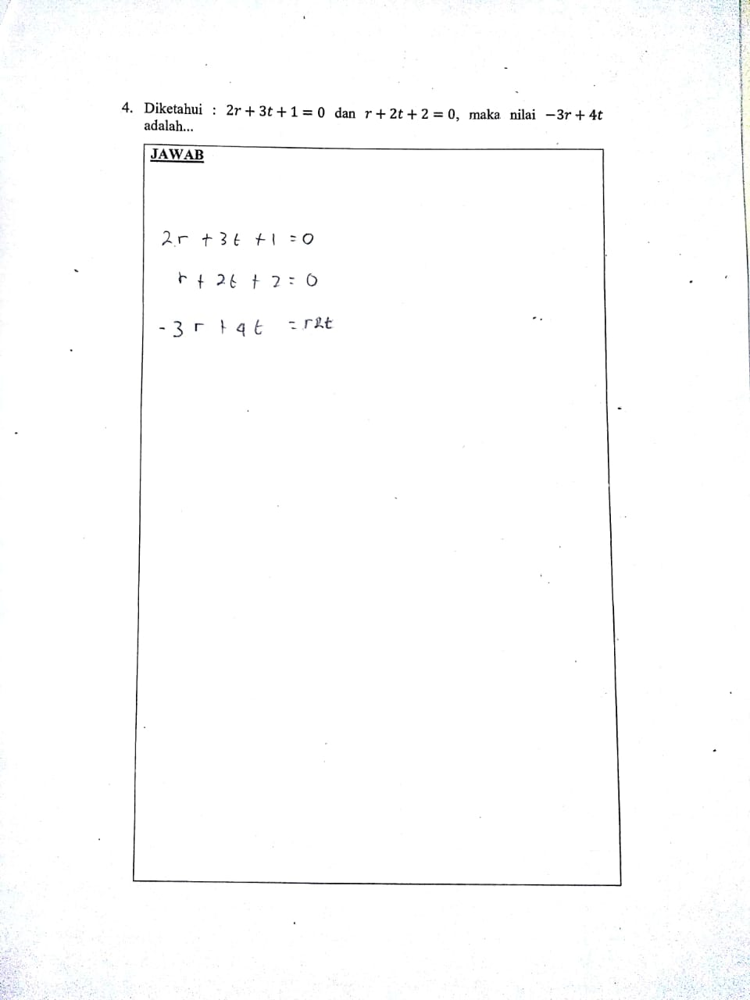 4. Diketahui : 2r + 3t + 1 = 0 dan r + 2t + 2 = 0, maka nilai −3r + 4t
adalah...
JAWAB
2r + 3t + 1 = 0
r + 2t + 2 = 0
-3r + 4t = r2t